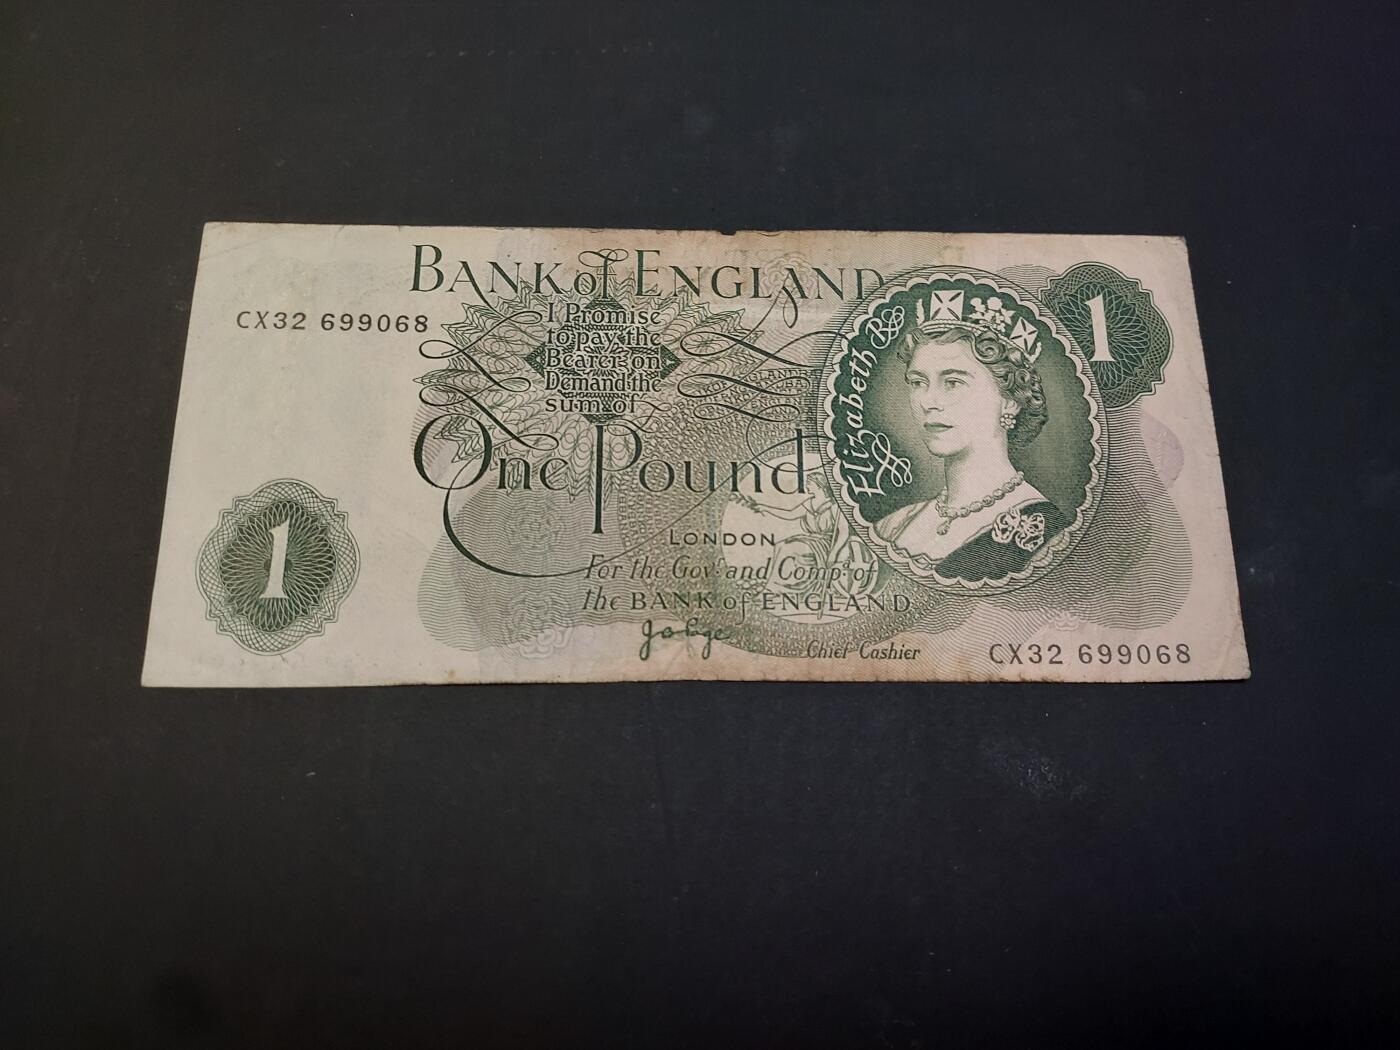 BANK of ENGLAND
CX32 699068
I Promise
to pay the
Bearer on
Demand the
sum of
One Pound
Elizabeth R
1
1
LONDON
For the Govr. and Compa. of
the BANK of ENGLAND
Chief Cashier
CX32 699068